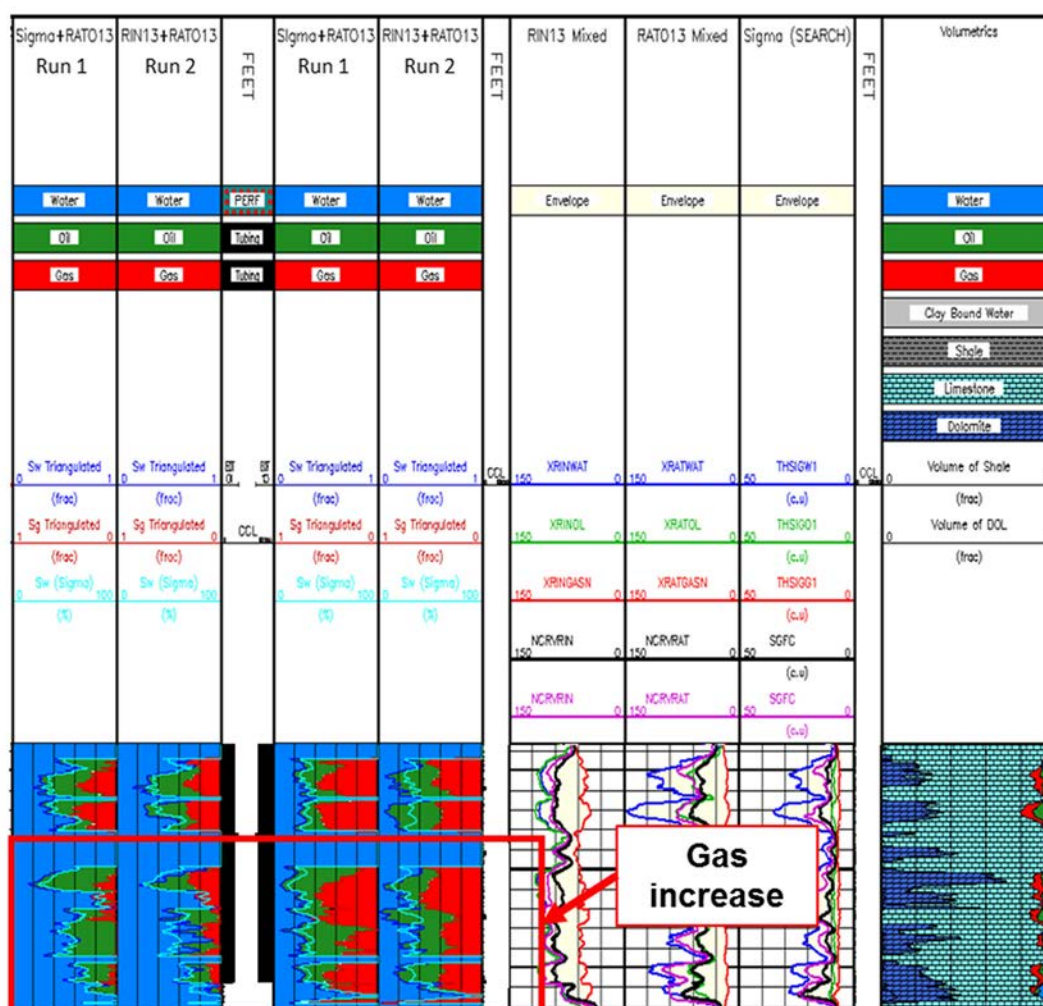 Sigma+RATO13 RIN13+RATO13 SIgma+RATO13 RIN13+RATO13 RIN13 Mixed RATO13 Mixed Sigma (SEARCH) Volumetrics
Run 1 Run 2 FEET Run 1 Run 2 FEET FEET
Water Water PERF Water Water Envelope Envelope Envelope Water
Oil Oil Tubing Oil Oil Oil
Gas Gas Tubing Gas Gas Gas
Clay Bound Water
Shale
Limestone
Dolomite
Sw Triangulated Sw Triangulated Sw Triangulated Sw Triangulated CCL XRINWAT XRATWAT THSIGW1 CCL Volume of Shale
0 1 0 1 0 1 0 1 150 0 150 0 50 0 0
(frac) (frac) (frac) (frac) (c.u) (frac)
Sg Triangulated Sg Triangulated CCL Sg Triangulated Sg Triangulated XRINOL XRATOL THSIGO1 Volume of DOL
1 0 1 0 1 0 1 0 150 0 150 0 50 0 0
(frac) (frac) (frac) (frac) (c.u) (frac)
Sw (Sigma) Sw (Sigma) Sw (Sigma) Sw (Sigma) XRINGASN XRATGASN THSIGG1
0 100 0 100 0 100 0 100 150 0 150 0 50 0
(%) (%) (%) (%) (c.u)
NCRVRIN NCRVRAT SGFC
150 0 150 0 50 0
(c.u)
NCRVRIN NCRVRAT SGFC
150 0 150 0 50 0
(c.u)
Gas
increase